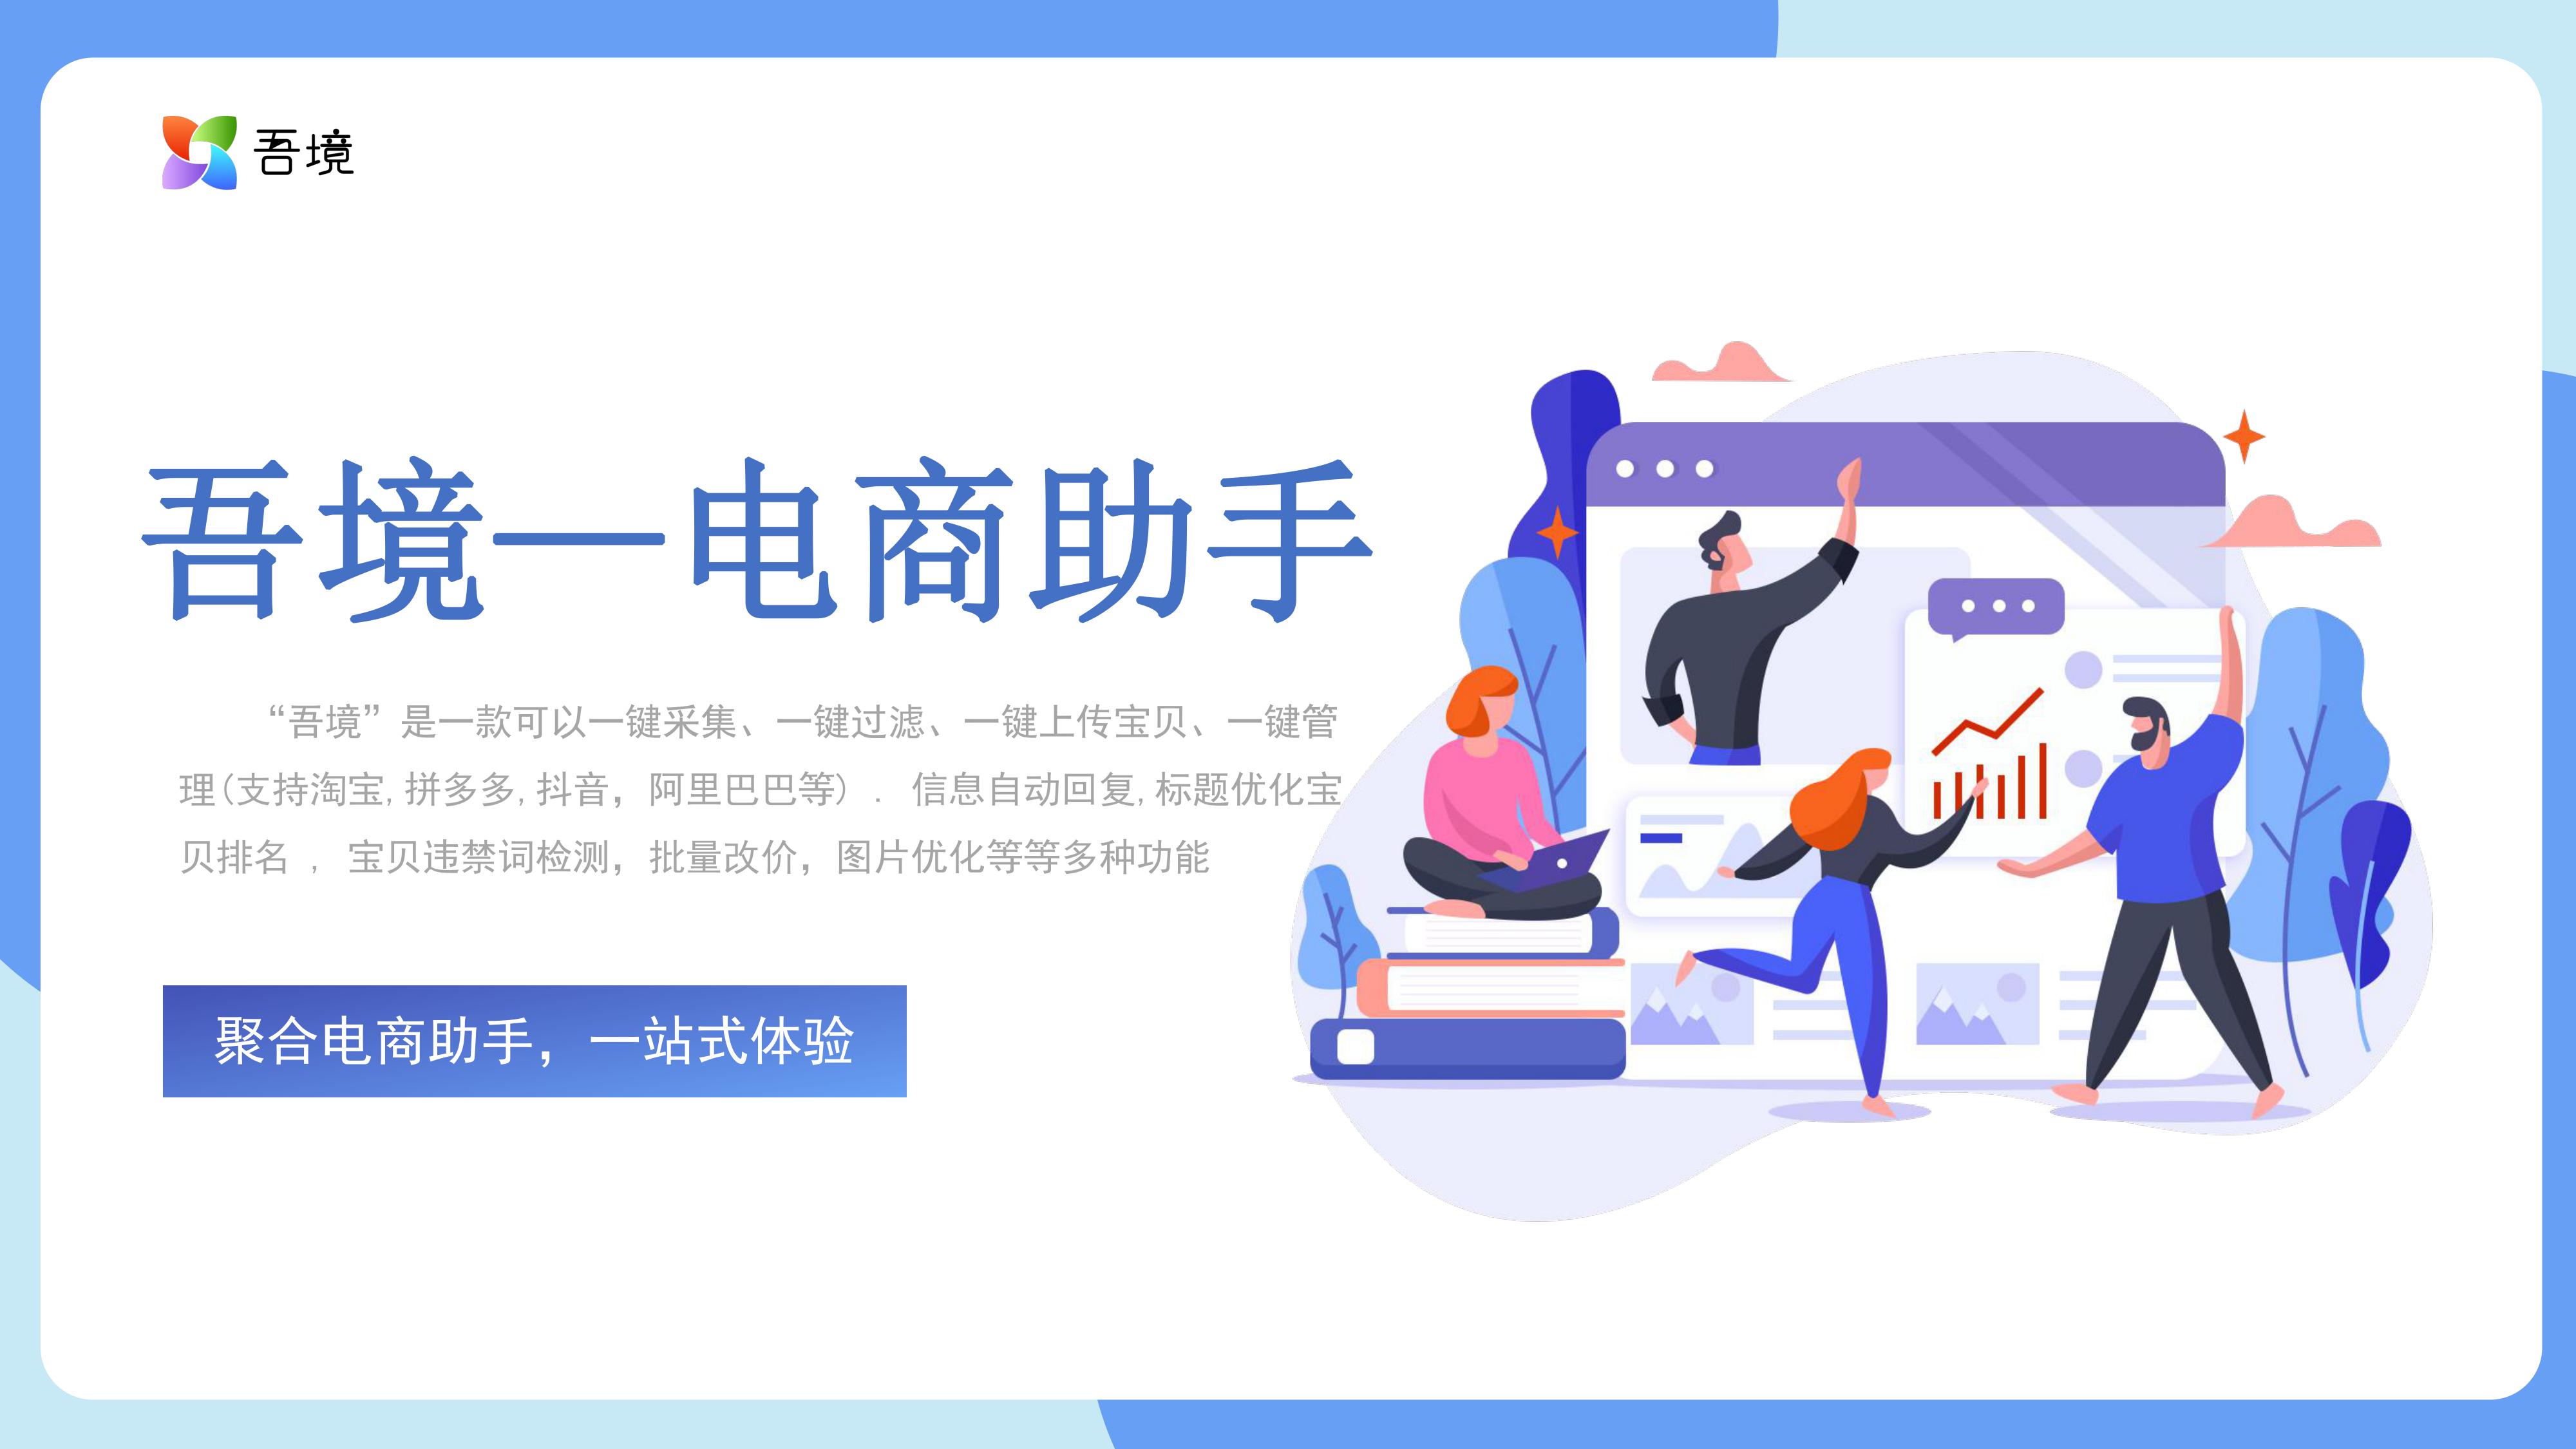 吾境
吾境一电商助手
“吾境”是一款可以一键采集、一键过滤、一键上传宝贝、一键管
理(支持淘宝,拼多多,抖音，阿里巴巴等）. 信息自动回复,标题优化宝
贝排名 ，宝贝违禁词检测，批量改价，图片优化等等多种功能
聚合电商助手，一站式体验